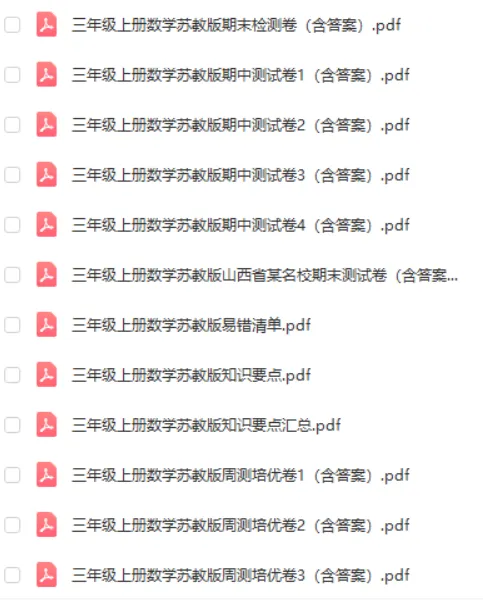 三年级上册数学苏教版期末检测卷（含答案）.pdf
三年级上册数学苏教版期中测试卷1（含答案）.pdf
三年级上册数学苏教版期中测试卷2（含答案）.pdf
三年级上册数学苏教版期中测试卷3（含答案）.pdf
三年级上册数学苏教版期中测试卷4（含答案）.pdf
三年级上册数学苏教版山西省某名校期末测试卷（含答案...
三年级上册数学苏教版易错清单.pdf
三年级上册数学苏教版知识要点.pdf
三年级上册数学苏教版知识要点汇总.pdf
三年级上册数学苏教版周测培优卷1（含答案）.pdf
三年级上册数学苏教版周测培优卷2（含答案）.pdf
三年级上册数学苏教版周测培优卷3（含答案）.pdf